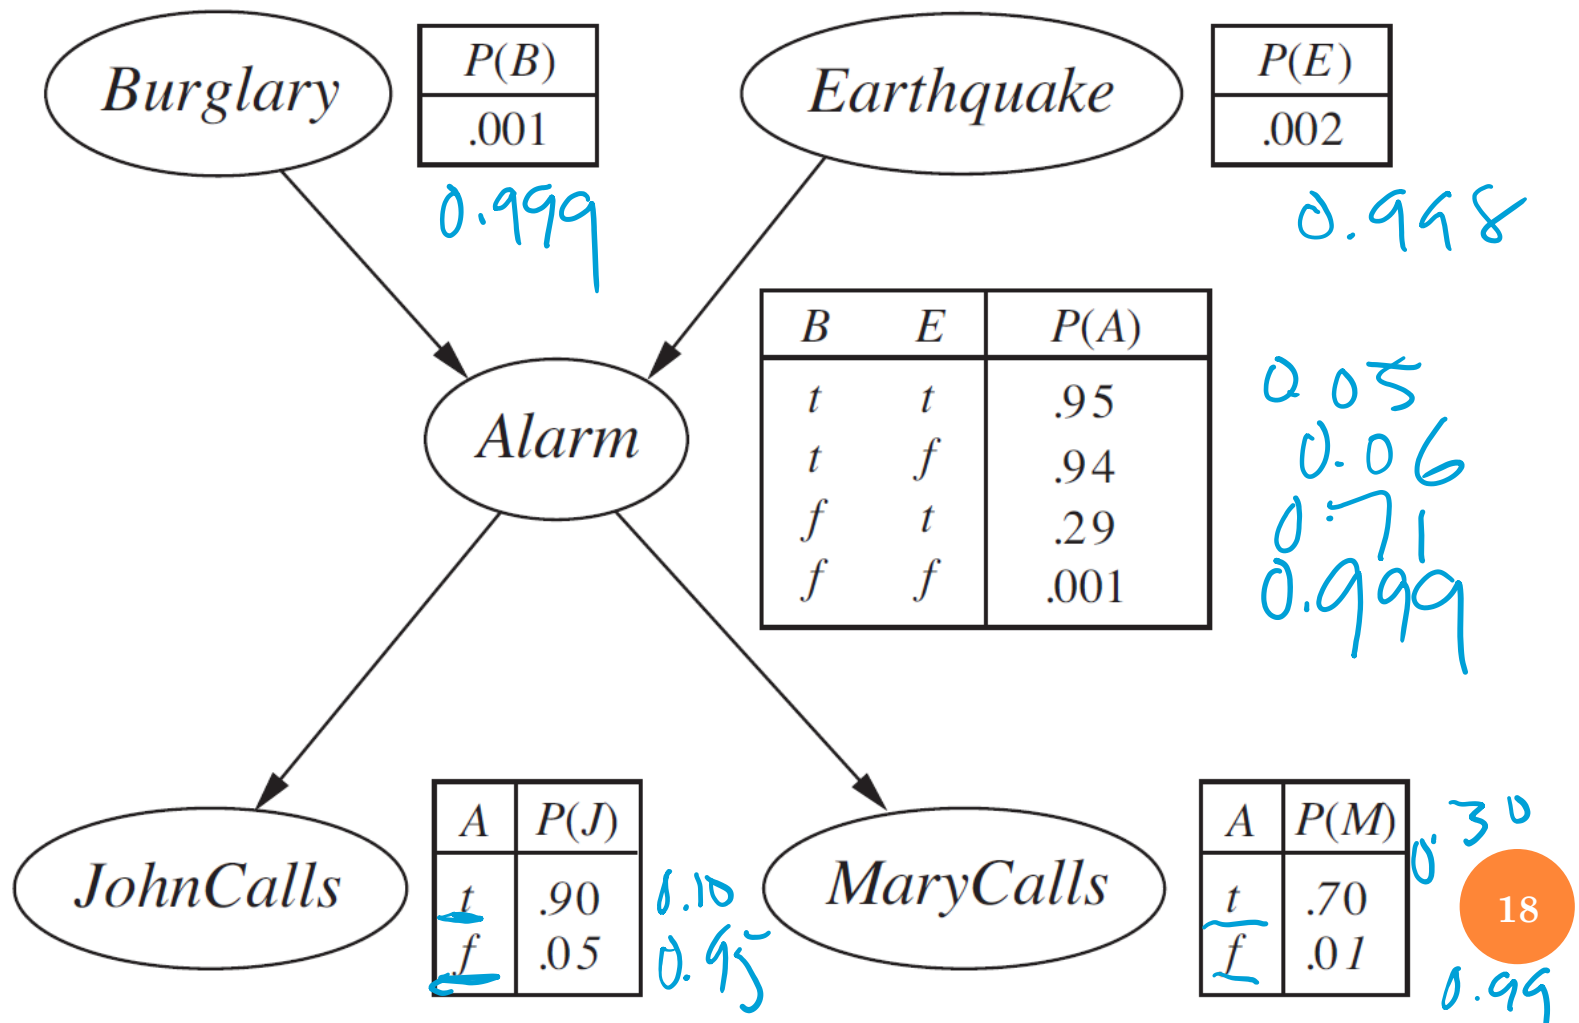 Burglary
P(B)
.001
0.999
Earthquake
P(E)
.002
0.998
Alarm
B E P(A)
t t .95 0.05
t f .94 0.06
f t .29 0.71
f f .001 0.999
JohnCalls
A P(J)
t .90 0.10
f .05 0.95
MaryCalls
A P(M)
t .70 0.30
f .01 0.99
18